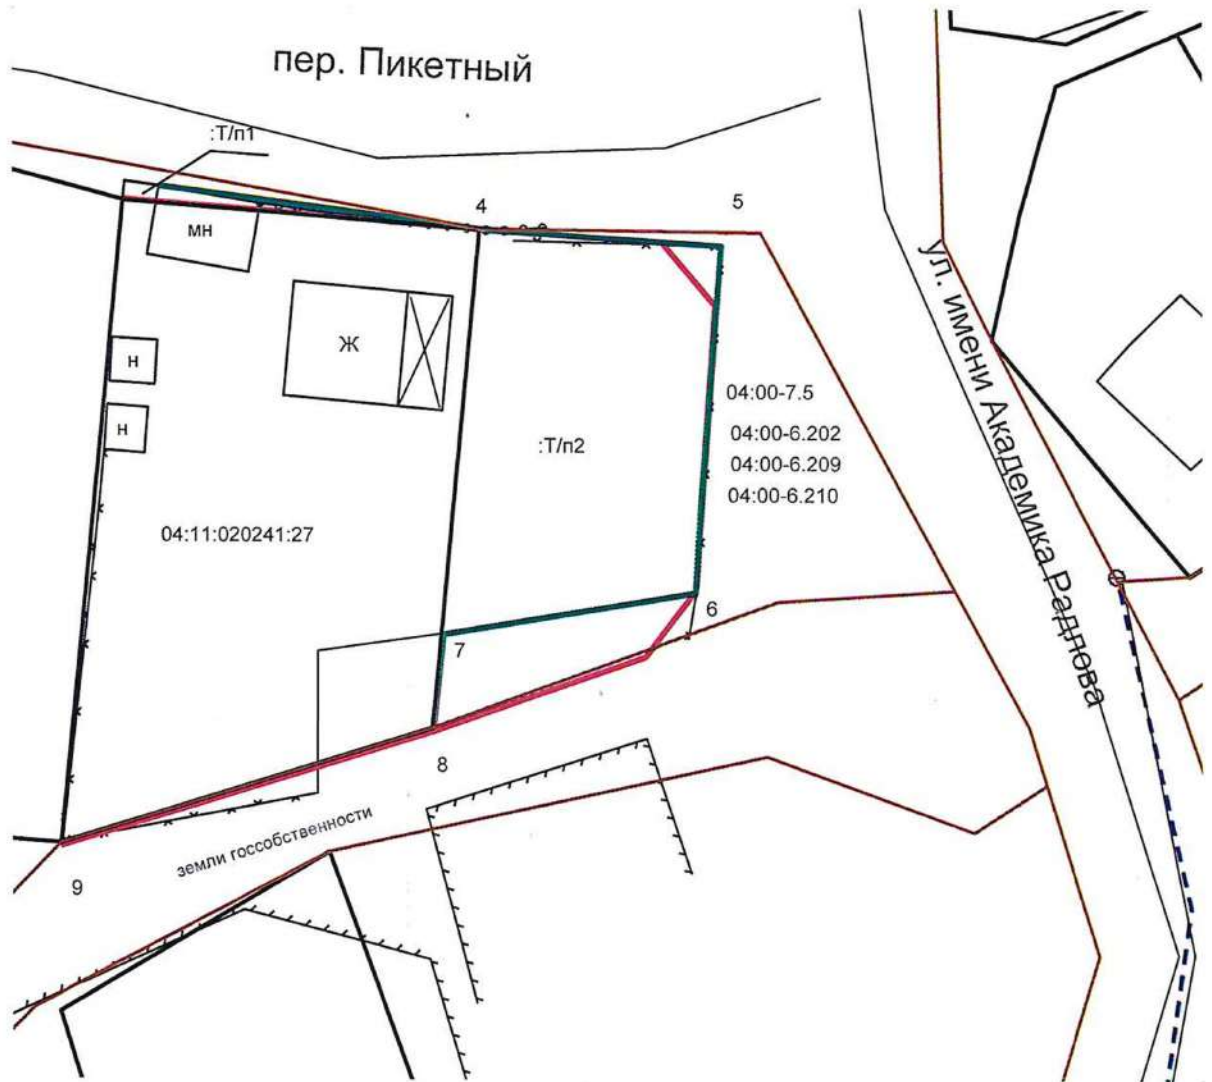 пер. Пикетный
:Т/п1
4
5
мн
ул. имени Академика Радлова
Ж
н
04:00-7.5
н
04:00-6.202
:Т/п2
04:00-6.209
04:00-6.210
04:11:020241:27
6
7
8
земли госсобственности
9